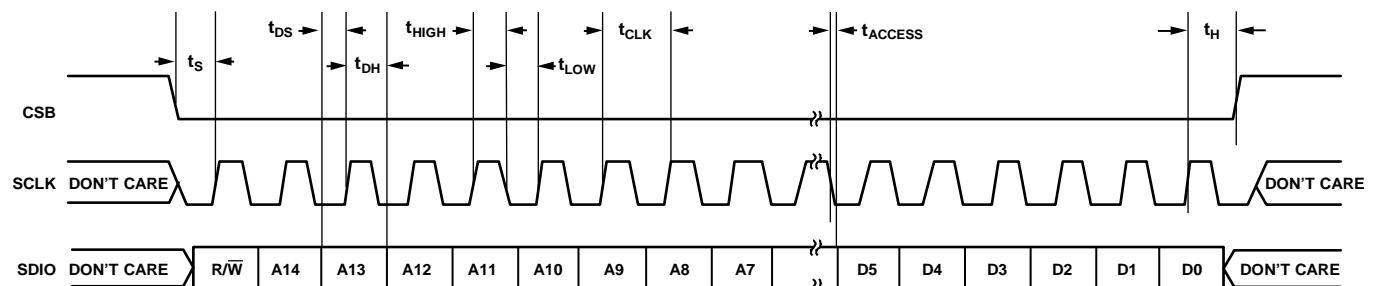 tDS tHIGH tCLK tACCESS tH
tS tDH tLOW
CSB
SCLK DON'T CARE DON'T CARE
SDIO DON'T CARE R/W̅ A14 A13 A12 A11 A10 A9 A8 A7 D5 D4 D3 D2 D1 D0 DON'T CARE